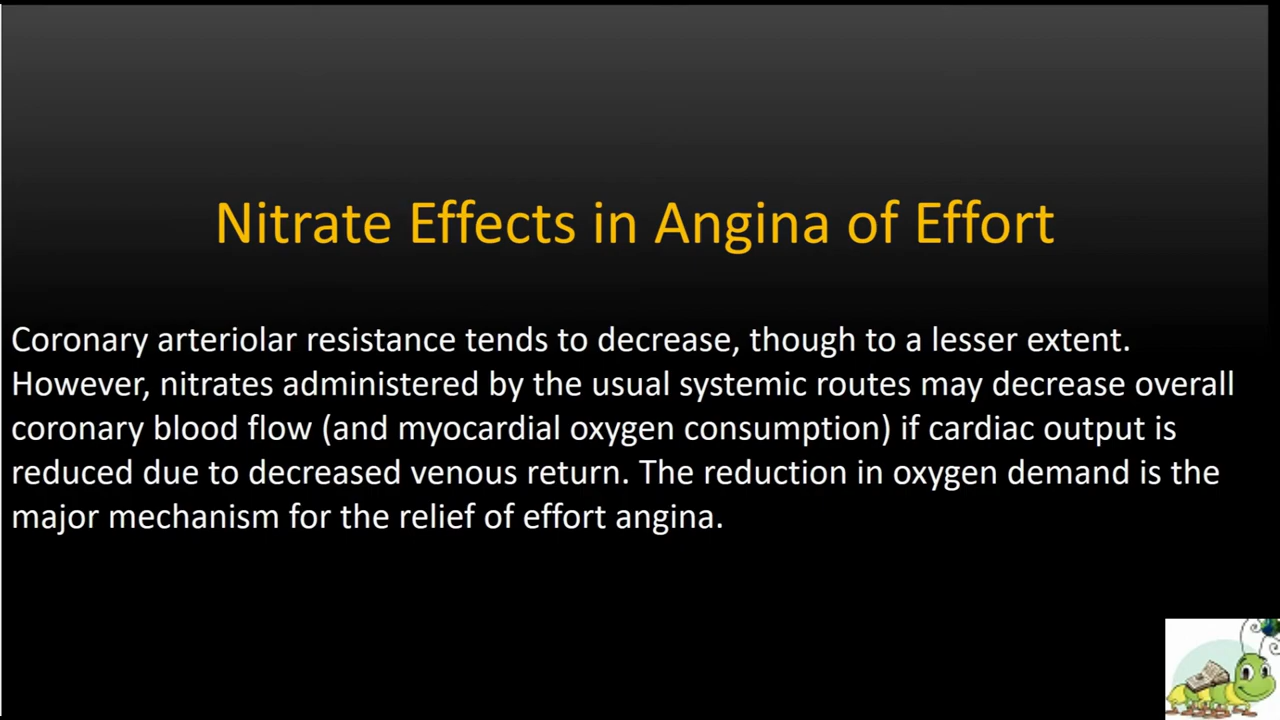 Nitrate Effects in Angina of Effort
Coronary arteriolar resistance tends to decrease, though to a lesser extent.
However, nitrates administered by the usual systemic routes may decrease overall
coronary blood flow (and myocardial oxygen consumption) if cardiac output is
reduced due to decreased venous return. The reduction in oxygen demand is the
major mechanism for the relief of effort angina.